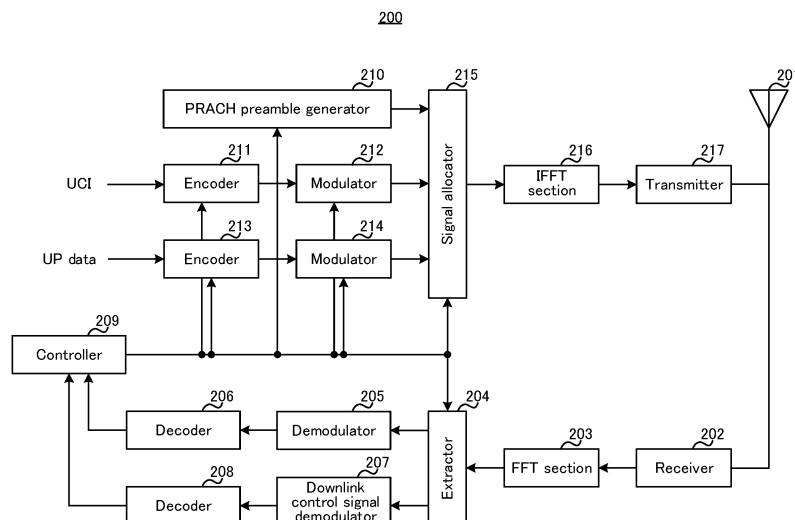 200
210
PRACH preamble generator
215
Signal allocator
201
211
Encoder
212
Modulator
UCI
216
IFFT
section
217
Transmitter
213
Encoder
214
Modulator
UP data
209
Controller
206
Decoder
205
Demodulator
204
Extractor
203
FFT section
202
Receiver
208
Decoder
207
Downlink
control signal
demodulator